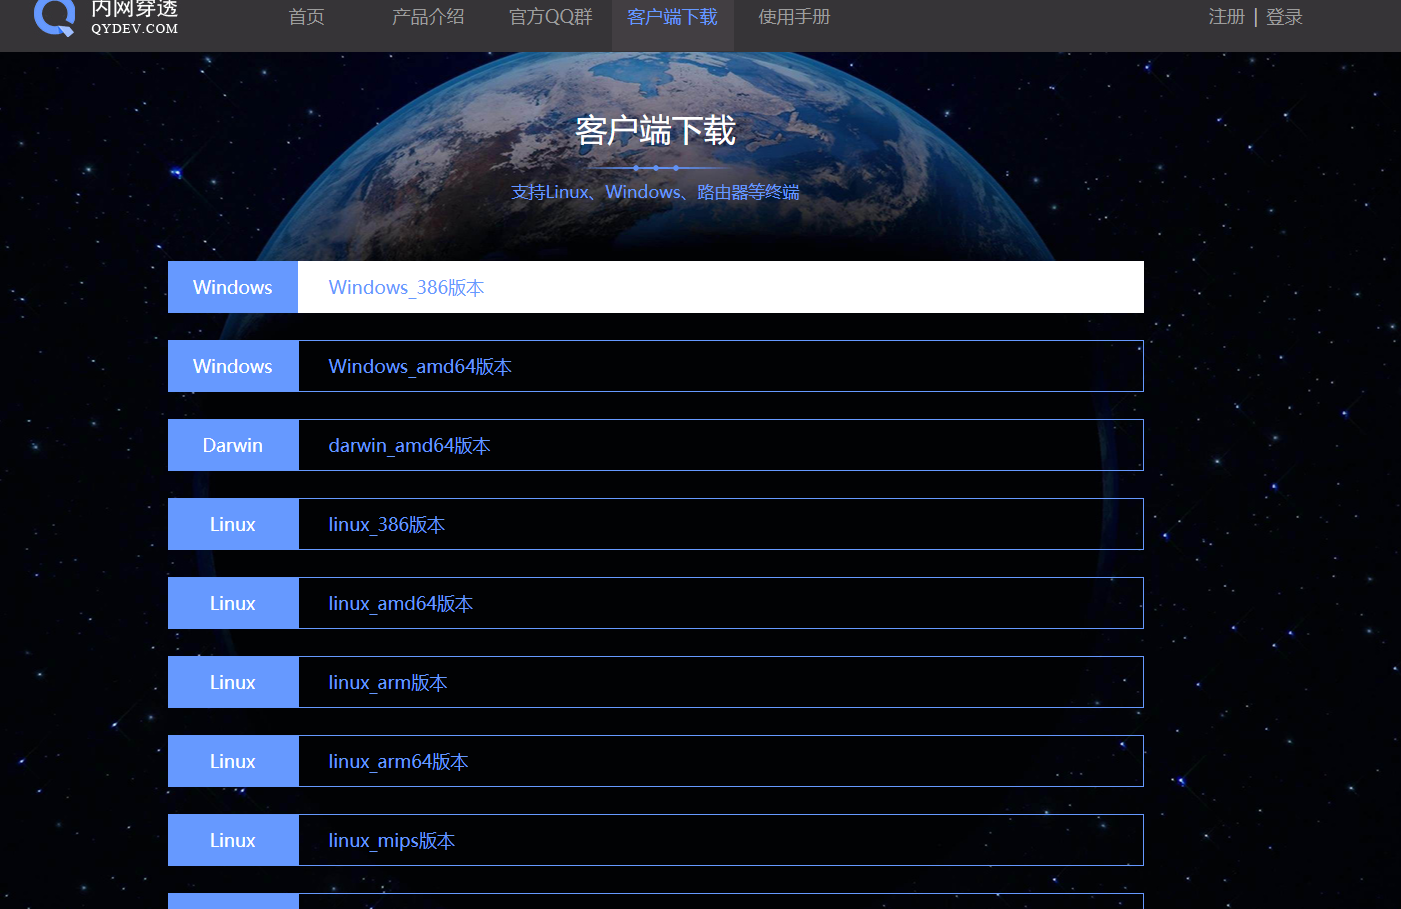 内网穿透
QYDEV.COM
首页 产品介绍 官方QQ群 客户端下载 使用手册 注册 | 登录
客户端下载
支持Linux、Windows、路由器等终端
Windows Windows_386版本
Windows Windows_amd64版本
Darwin darwin_amd64版本
Linux linux_386版本
Linux linux_amd64版本
Linux linux_arm版本
Linux linux_arm64版本
Linux linux_mips版本